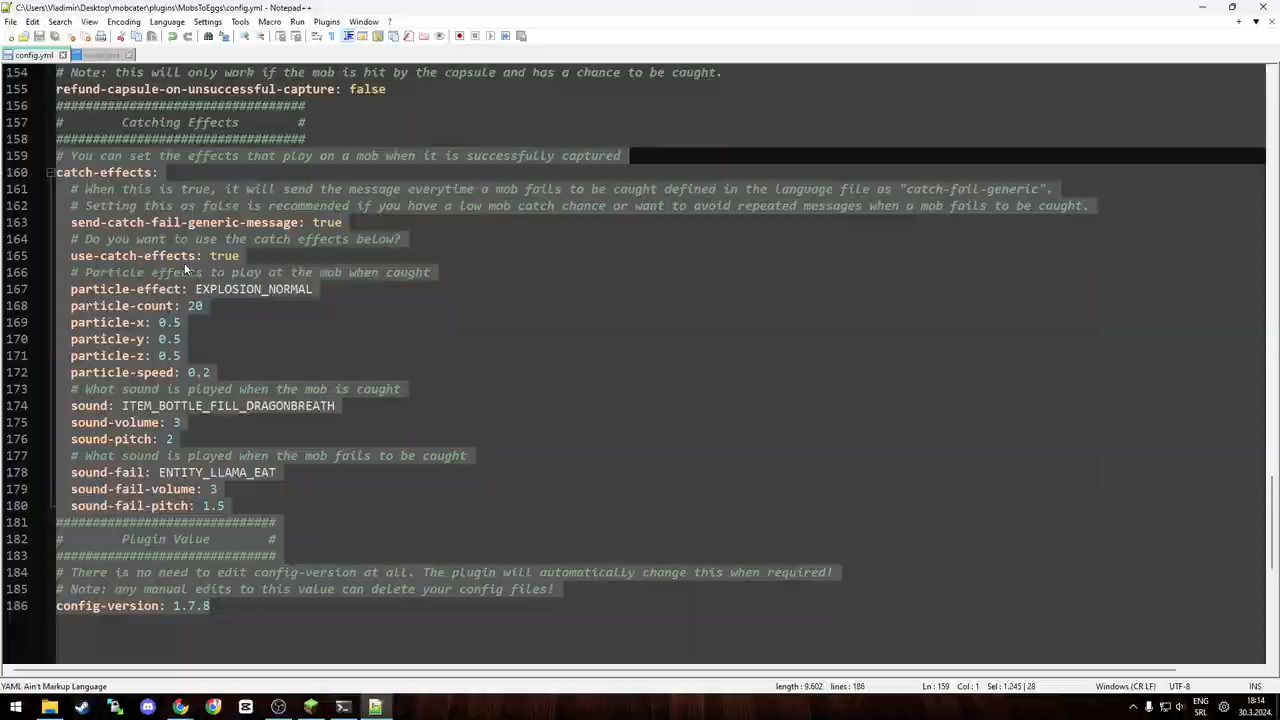 C:\Users\Vladimir\Desktop\mobcater\plugins\MobsToEggs\config.yml - Notepad++
File Edit Search View Encoding Language Settings Tools Macro Run Plugins Window ?
config.yml
154 # Note: this will only work if the mob is hit by the capsule and has a chance to be caught.
155 refund-capsule-on-unsuccessful-capture: false
156 ##################################
157 # Catching Effects #
158 ##################################
159 # You can set the effects that play on a mob when it is successfully captured
160 catch-effects:
161 # When this is true, it will send the message everytime a mob fails to be caught defined in the language file as "catch-fail-generic".
162 # Setting this as false is recommended if you have a low mob catch chance or want to avoid repeated messages when a mob fails to be caught.
163 send-catch-fail-generic-message: true
164 # Do you want to use the catch effects below?
165 use-catch-effects: true
166 # Particle effects to play at the mob when caught
167 particle-effect: EXPLOSION_NORMAL
168 particle-count: 20
169 particle-x: 0.5
170 particle-y: 0.5
171 particle-z: 0.5
172 particle-speed: 0.2
173 # What sound is played when the mob is caught
174 sound: ITEM_BOTTLE_FILL_DRAGONBREATH
175 sound-volume: 3
176 sound-pitch: 2
177 # What sound is played when the mob fails to be caught
178 sound-fail: ENTITY_LLAMA_EAT
179 sound-fail-volume: 3
180 sound-fail-pitch: 1.5
181 ##############################
182 # Plugin Value #
183 ##############################
184 # There is no need to edit config-version at all. The plugin will automatically change this when required!
185 # Note: any manual edits to this value can delete your config files!
186 config-version: 1.7.8
YAML Ain't Markup Language length : 9.602 lines : 186 Ln : 159 Col : 1 Sel : 1.245 | 28 Windows (CR LF) UTF-8 INS
ENG 18:14
SRL 30.3.2024.